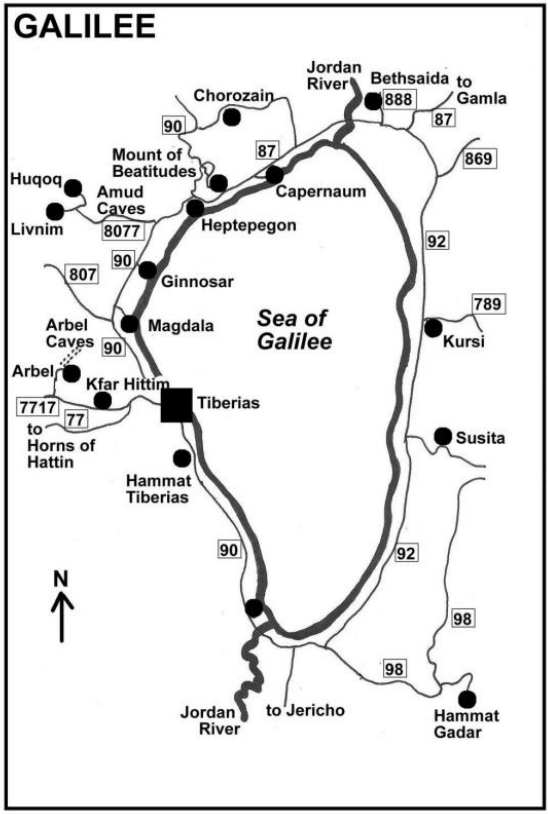 GALILEE
Jordan
River
Bethsaida
to
Gamla
888
87
Chorozain
90
87
869
Mount of
Beatitudes
Capernaum
Huqoq
Amud
Caves
Livnim
8077
Heptepegon
92
90
Ginnosar
807
789
Magdala
Sea of
Galilee
Kursi
Arbel
Caves
90
Arbel
Kfar Hittim
Tiberias
7717
77
to
Horns of
Hattin
Susita
Hammat
Tiberias
90
92
N
98
98
Jordan
River
to Jericho
Hammat
Gadar